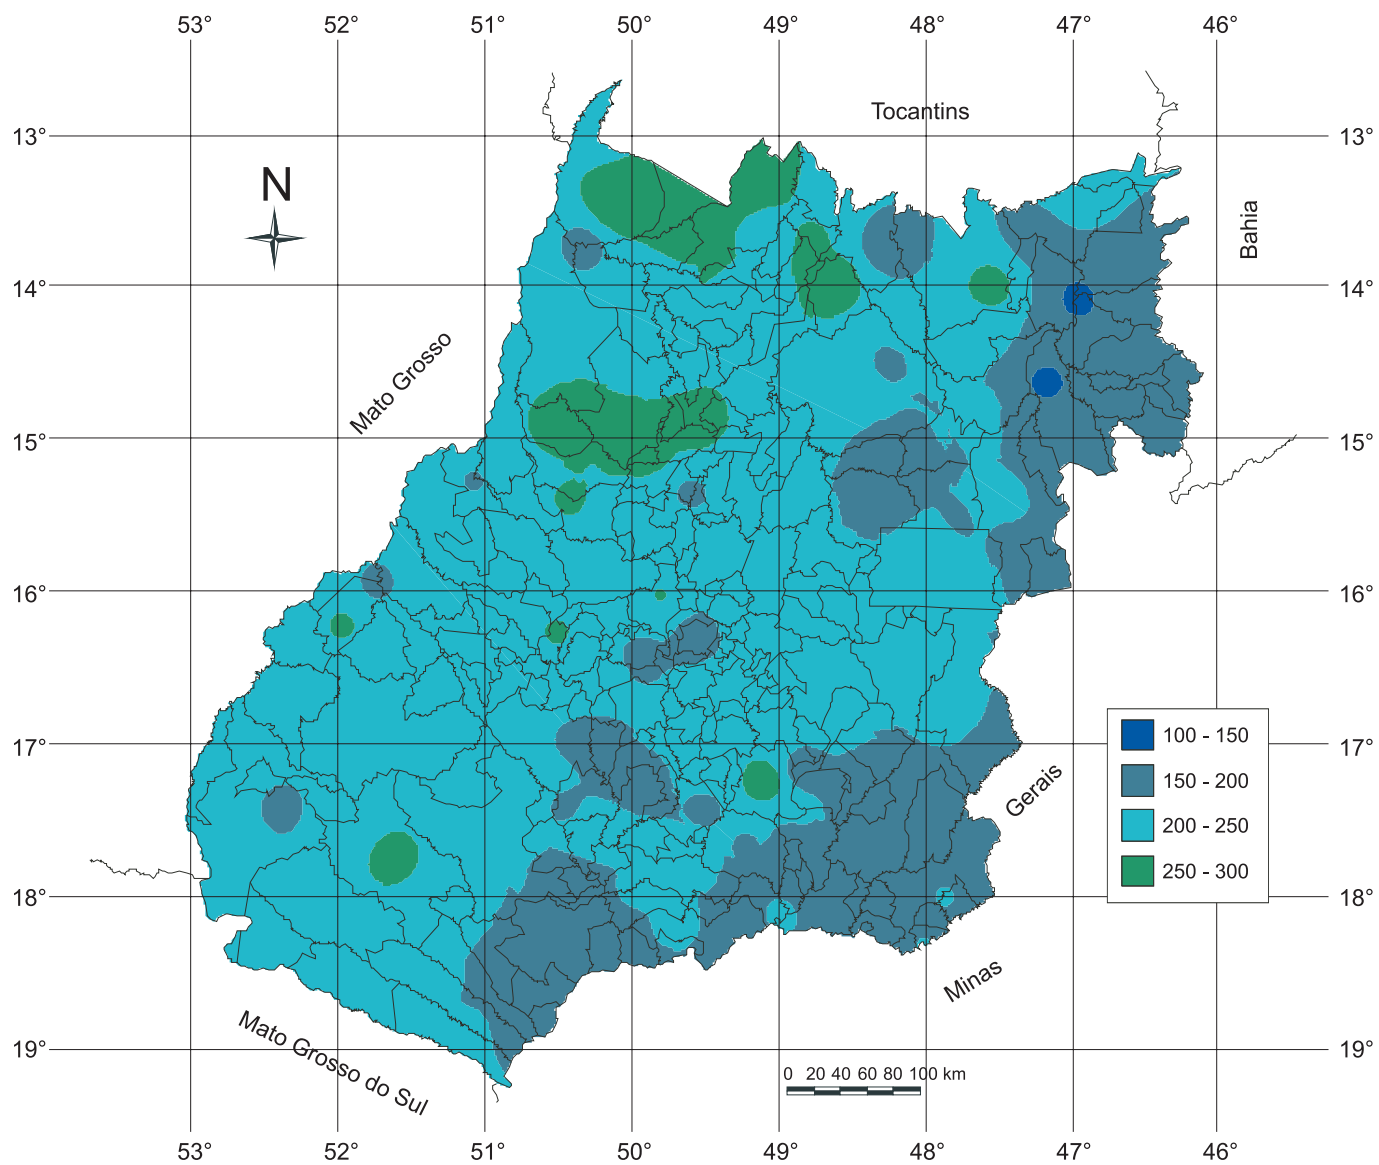 53° 52° 51° 50° 49° 48° 47° 46°
Tocantins
13° 13°
N
Bahia
14° 14°
Mato Grosso
15° 15°
16° 16°
17° 17°
100 - 150
150 - 200
200 - 250
250 - 300
Gerais
18° 18°
Minas
Mato Grosso do Sul
19° 19°
0 20 40 60 80 100 km
53° 52° 51° 50° 49° 48° 47° 46°